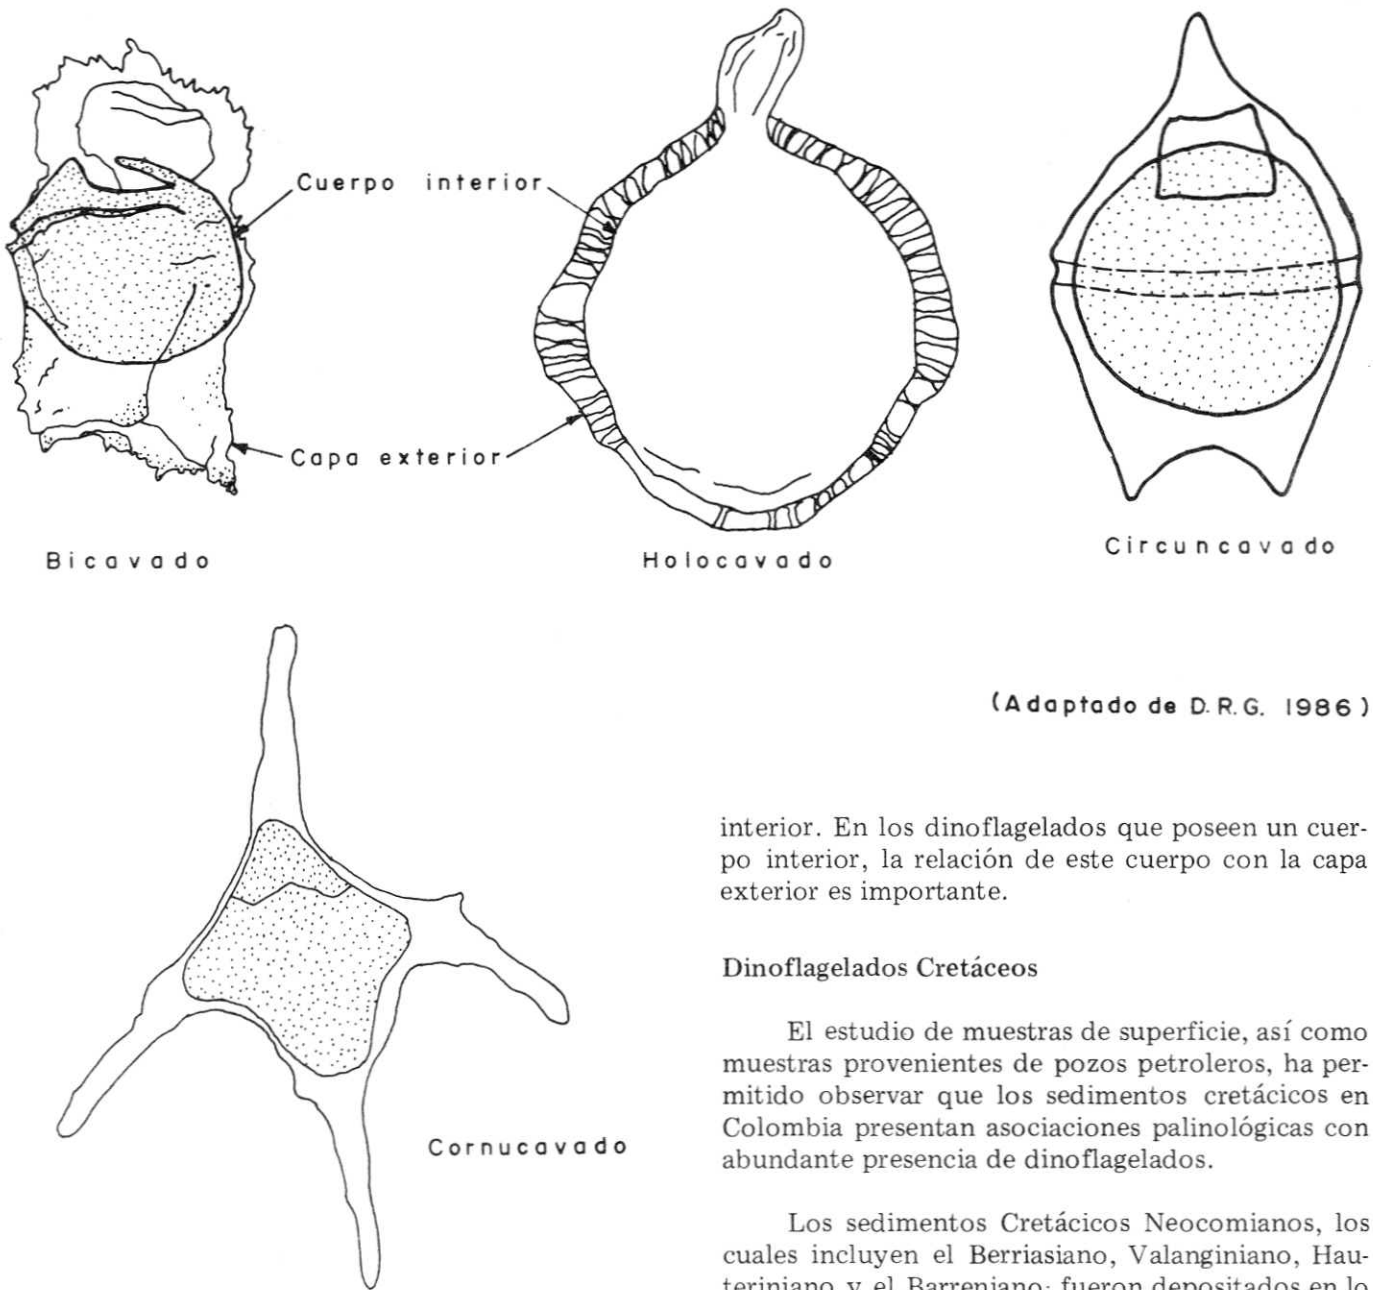 Cuerpo interior
Capa exterior
Bicavado
Holocavado
Circuncavado
Cornucavado
(Adaptado de D.R.G. 1986)
interior. En los dinoflagelados que poseen un cuer-
po interior, la relación de este cuerpo con la capa
exterior es importante.
Dinoflagelados Cretáceos
El estudio de muestras de superficie, así como
muestras provenientes de pozos petroleros, ha per-
mitido observar que los sedimentos cretácicos en
Colombia presentan asociaciones palinológicas con
abundante presencia de dinoflagelados.
Los sedimentos Cretácicos Neocomianos, los
cuales incluyen el Berriasiano, Valanginiano, Hau-
teriniano y el Barreniano; fueron depositados en lo